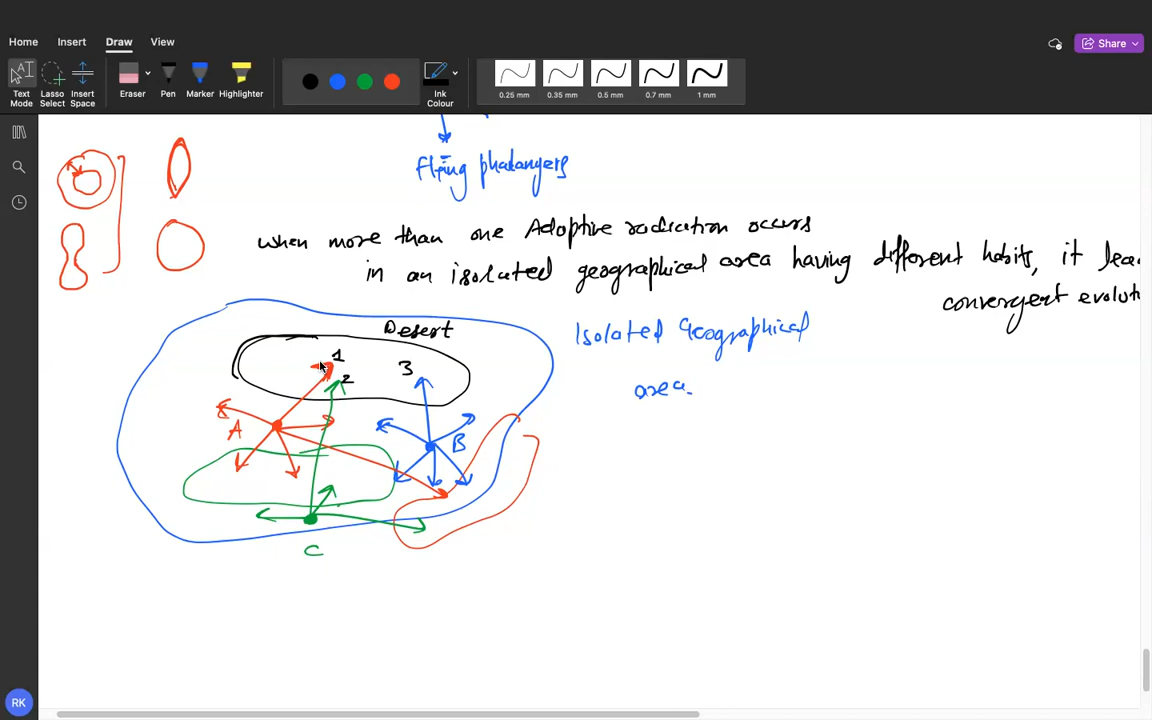 Home Insert Draw View
Share
Text Mode
Lasso Select
Insert Space
Eraser
Pen
Marker
Highlighter
Ink Colour
0.25 mm
0.35 mm
0.5 mm
0.7 mm
1 mm
Flying phalangers
when more than one Adoptive radiation occurs
in an isolated geographical area having different habits, it lea
convergent evolut
Desert
Isolated Geographical
area.
1
2
3
A
B
C
RK